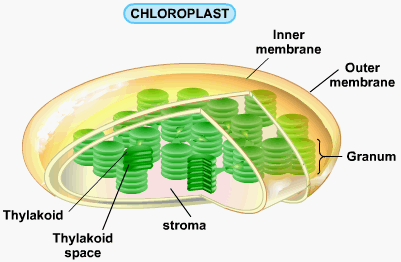 CHLOROPLAST
Inner
membrane
Outer
membrane
Granum
Thylakoid
stroma
Thylakoid
space